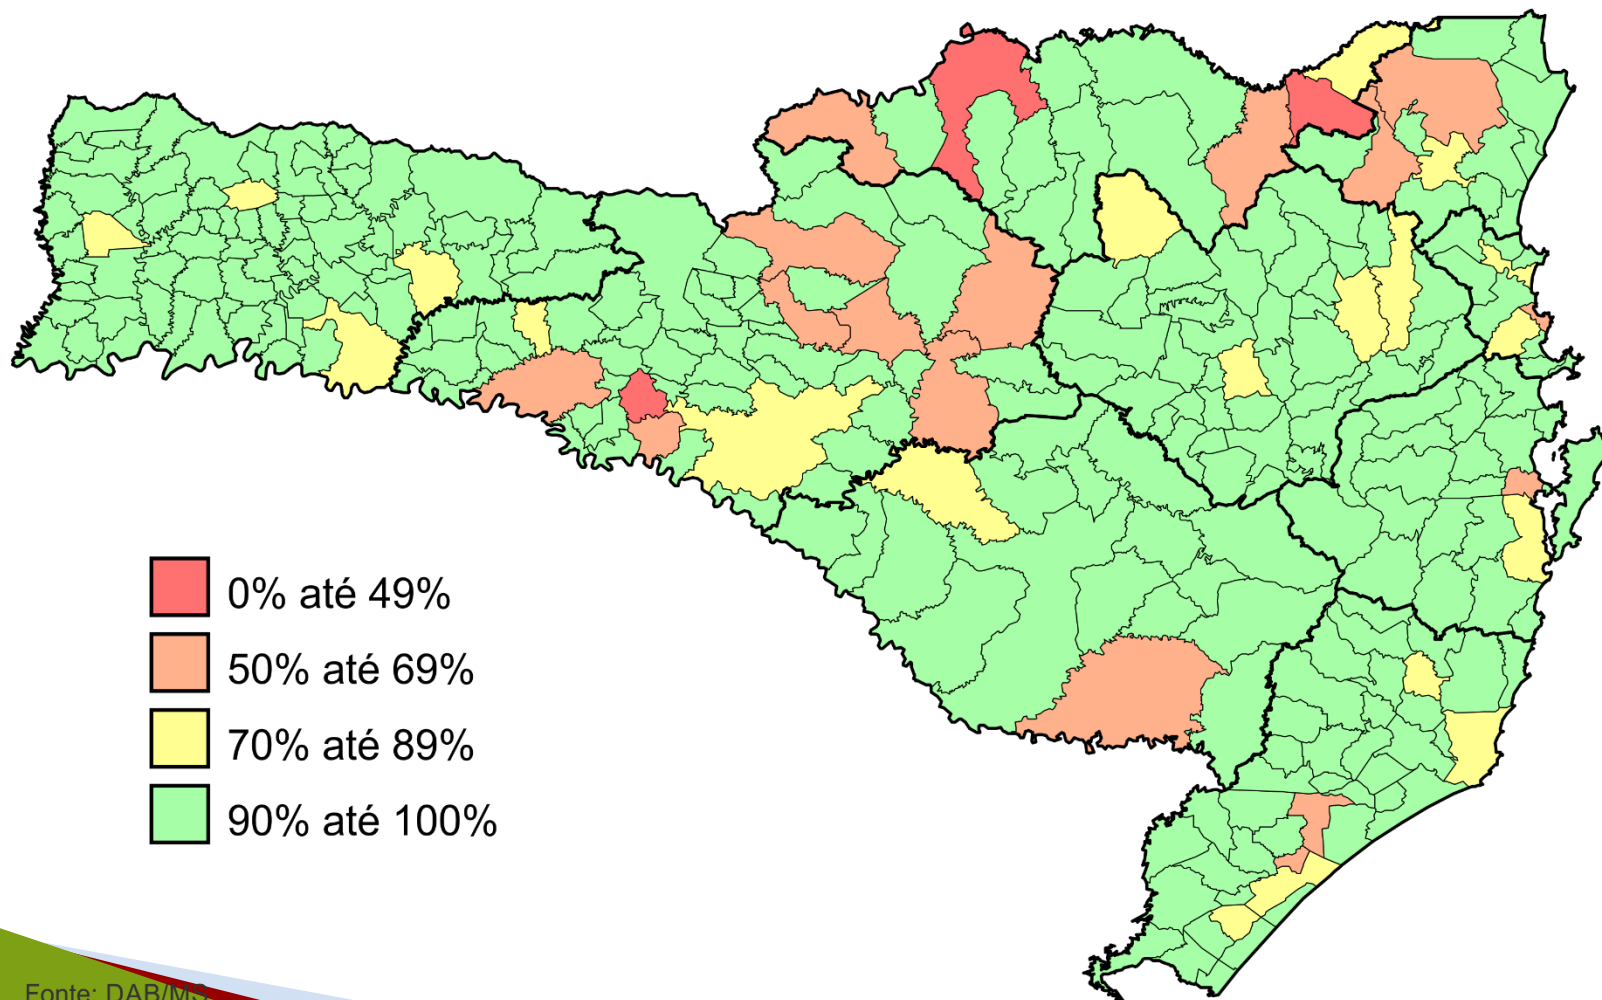 0% até 49%
50% até 69%
70% até 89%
90% até 100%
Fonte: DAB/MS